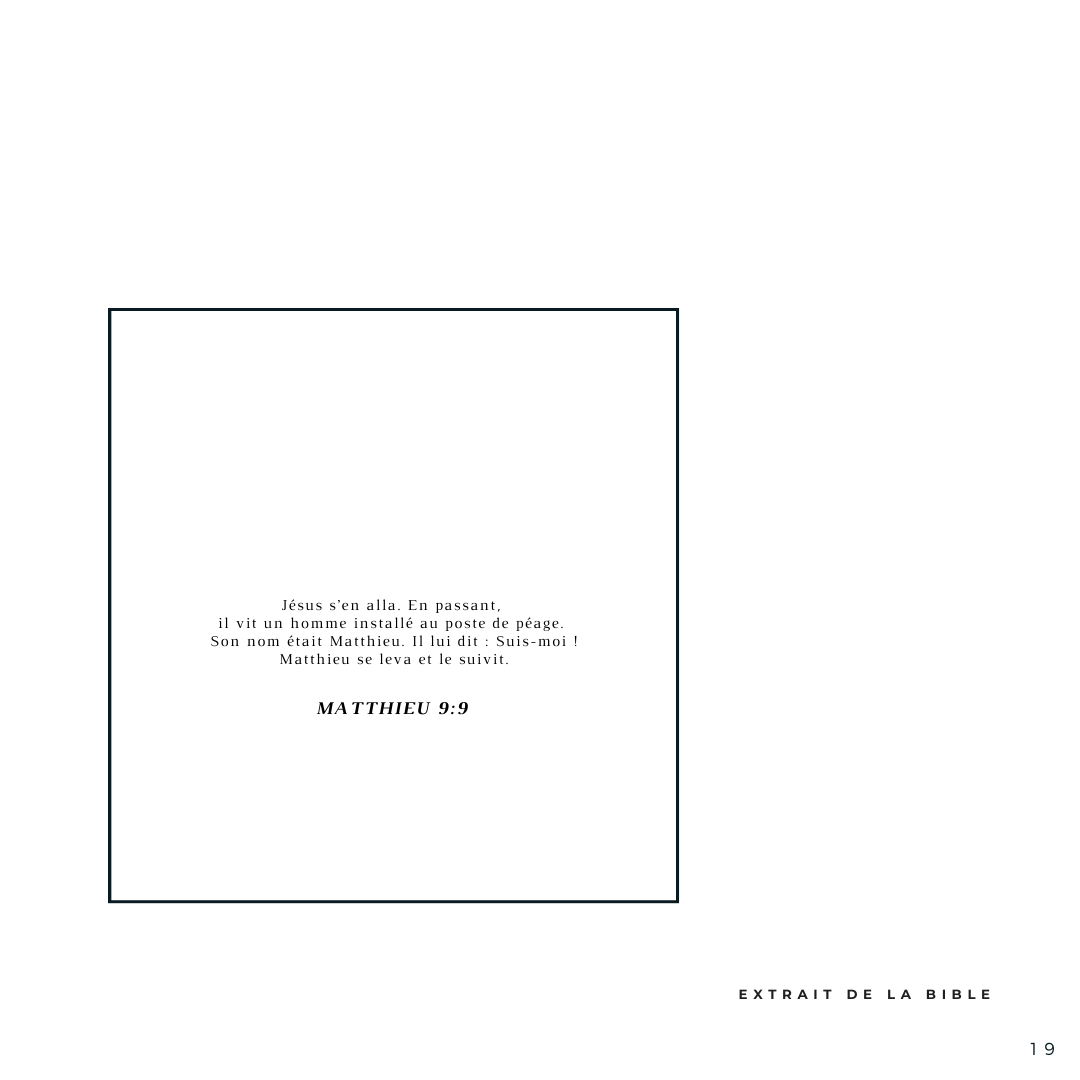 Jésus s’en alla. En passant,
il vit un homme installé au poste de péage.
Son nom était Matthieu. Il lui dit : Suis-moi !
Matthieu se leva et le suivit.
MATTHIEU 9:9
EXTRAIT DE LA BIBLE
19